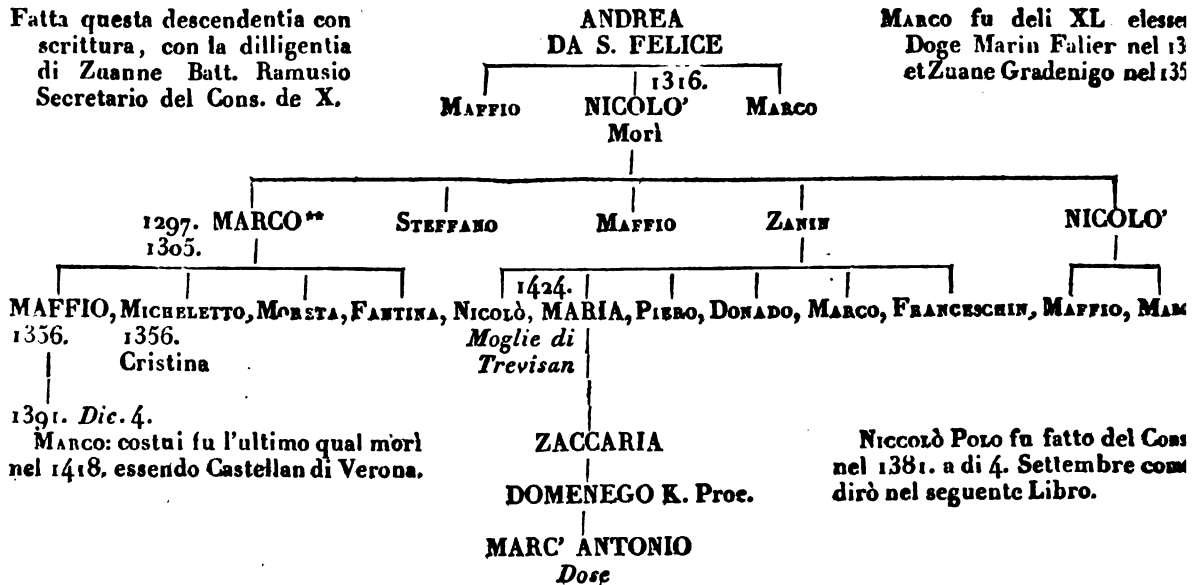 Fatta questa descendentia con
scrittura, con la dilligentia
di Zuanne Batt. Ramusio
Secretario del Cons. de X.
ANDREA
DA S. FELICE
Marco fu deli XL elesse
Doge Marin Falier nel 13
et Zuane Gradenigo nel 135
1316.
Maffio NICOLO’ Marco
Morì
1297. MARCO** Steffano Maffio Zanin NICOLO’
1305.
1424.
MAFFIO, Micheletto, Moreta, Fantina, Nicolò, MARIA, Piero, Donado, Marco, Franceschin, Maffio, Mar
1356. 1356. Moglie di
Cristina Trevisan
1391. Dic. 4.
Marco: costui fu l'ultimo qual morì
nel 1418. essendo Castellan di Verona.
ZACCARIA
Niccolò Polo fu fatto del Cons
nel 1381. a di 4. Settembre come
dirò nel seguente Libro.
DOMENEGO K. Proc.
MARC’ ANTONIO
Dose